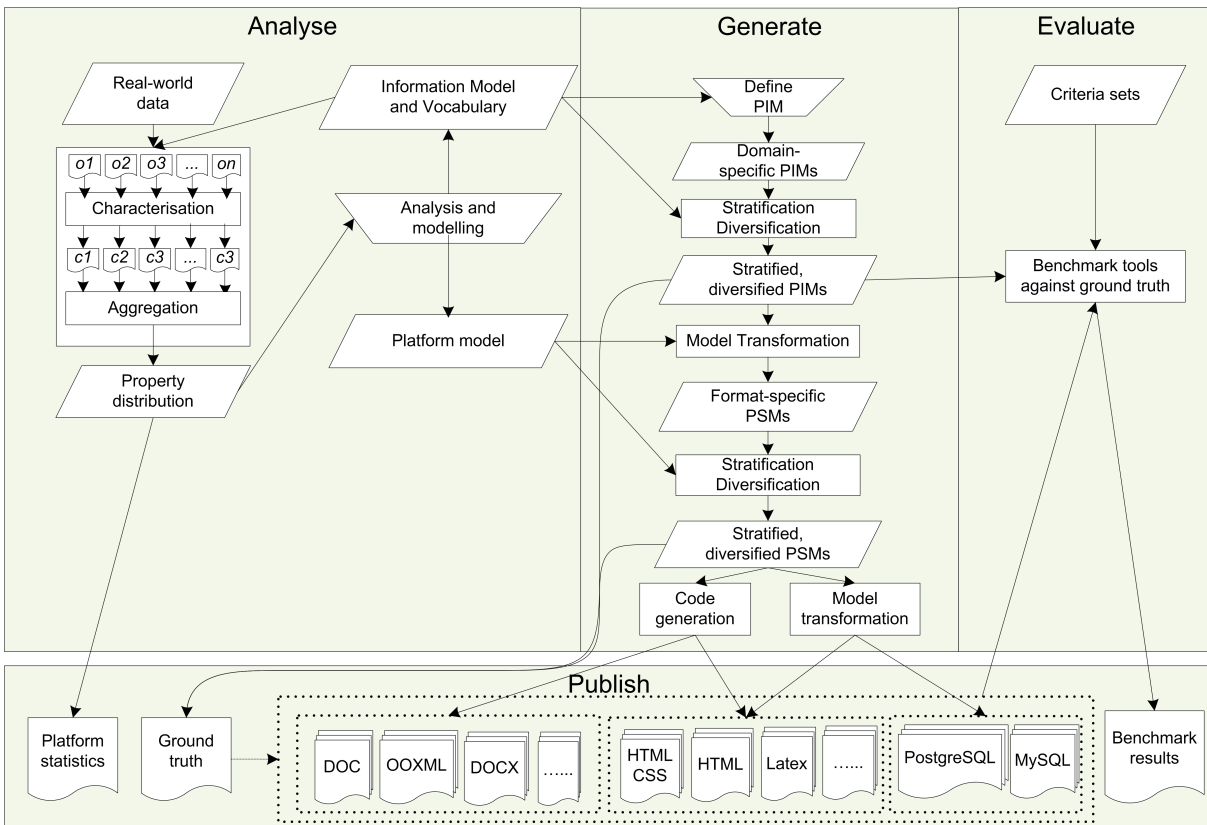 Analyse
Real-world
data
Information Model
and Vocabulary
o1 o2 o3 ... on
Characterisation
c1 c2 c3 ... c3
Aggregation
Analysis and
modelling
Platform model
Property
distribution
Generate
Define
PIM
Domain-
specific PIMs
Stratification
Diversification
Stratified,
diversified PIMs
Model Transformation
Format-specific
PSMs
Stratification
Diversification
Stratified,
diversified PSMs
Code
generation
Model
transformation
Evaluate
Criteria sets
Benchmark tools
against ground truth
Publish
Platform
statistics
Ground
truth
DOC
OOXML
DOCX
......
HTML
CSS
HTML
Latex
......
PostgreSQL
MySQL
Benchmark
results